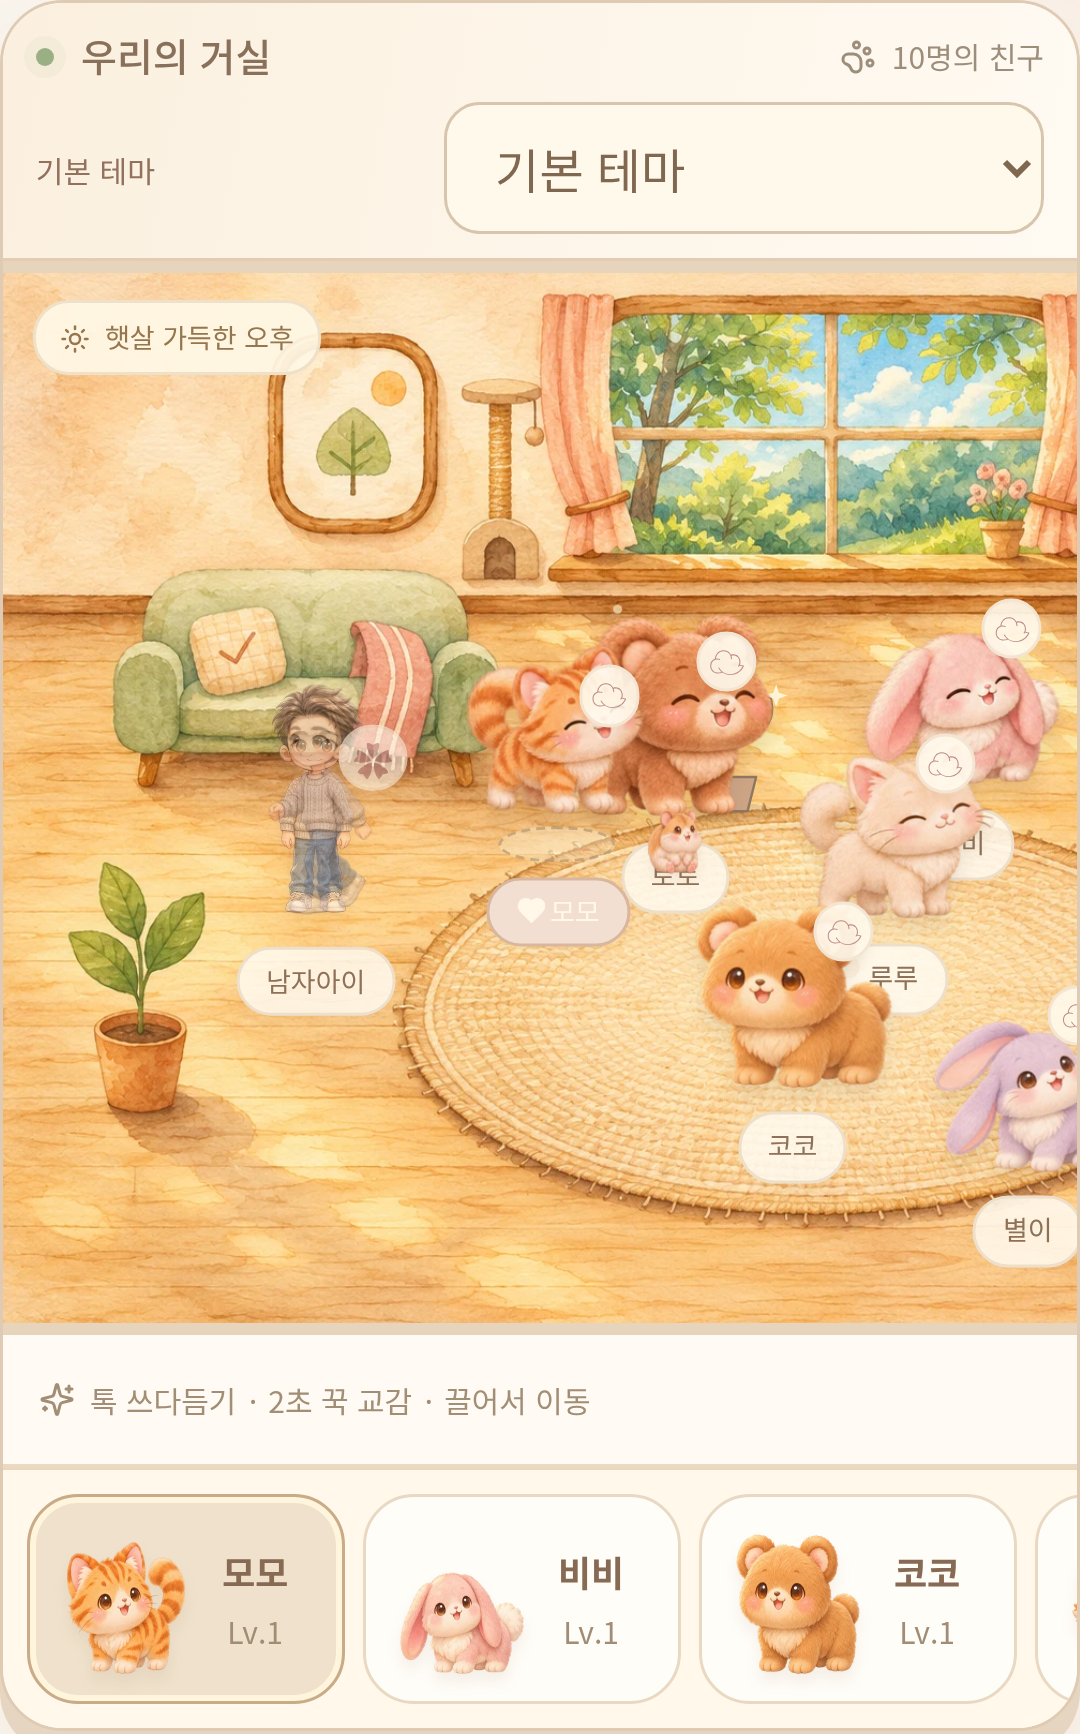 우리의 거실
10명의 친구
기본 테마
기본 테마
햇살 가득한 오후
비
토토
모모
루루
남자아이
코코
별이
톡 쓰다듬기 · 2초 꾹 교감 · 끌어서 이동
모모
Lv.1
비비
Lv.1
코코
Lv.1